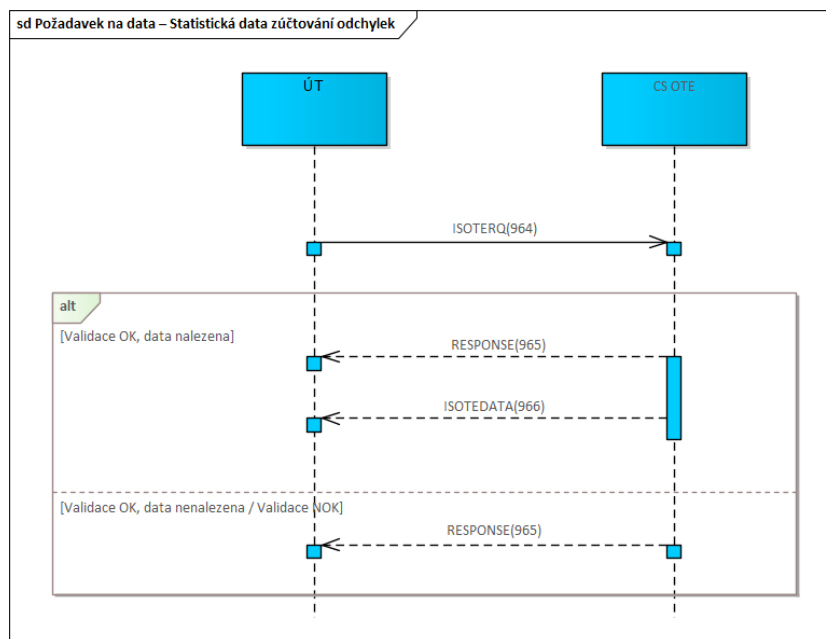 sd Požadavek na data – Statistická data zúčtování odchylek
ÚT
CS OTE
ISOTERQ(964)
alt
[Validace OK, data nalezena]
RESPONSE(965)
ISOTEDATA(966)
[Validace OK, data nenalezena / Validace NOK]
RESPONSE(965)